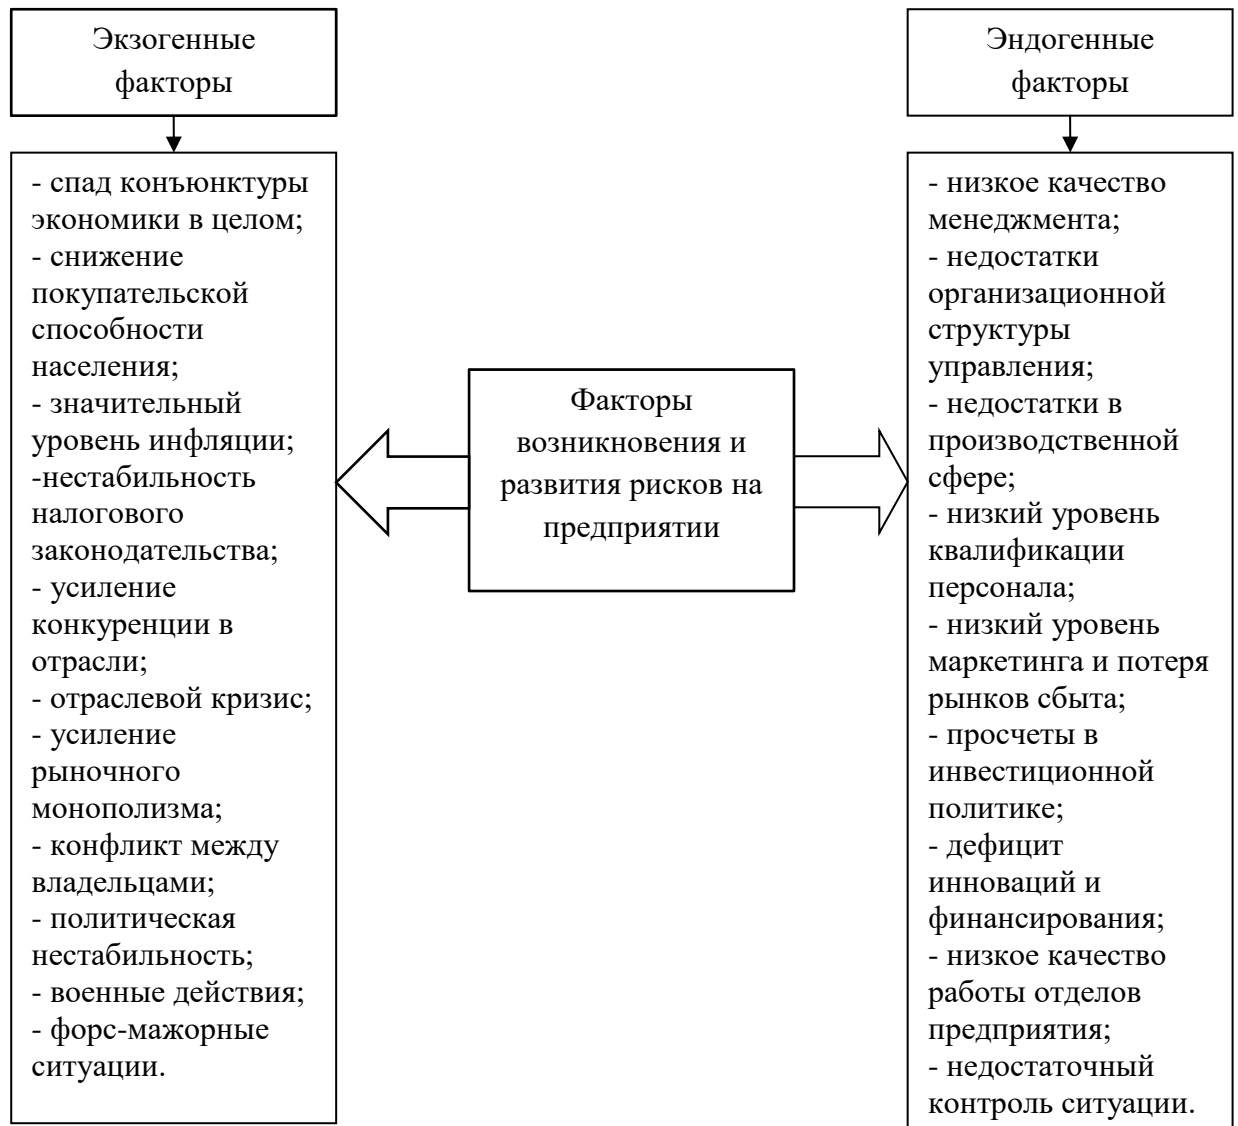 Экзогенные
факторы
- спад конъюнктуры
экономики в целом;
- снижение
покупательской
способности
населения;
- значительный
уровень инфляции;
-нестабильность
налогового
законодательства;
- усиление
конкуренции в
отрасли;
- отраслевой кризис;
- усиление
рыночного
монополизма;
- конфликт между
владельцами;
- политическая
нестабильность;
- военные действия;
- форс-мажорные
ситуации.
Факторы
возникновения и
развития рисков на
предприятии
Эндогенные
факторы
- низкое качество
менеджмента;
- недостатки
организационной
структуры
управления;
- недостатки в
производственной
сфере;
- низкий уровень
квалификации
персонала;
- низкий уровень
маркетинга и потеря
рынков сбыта;
- просчеты в
инвестиционной
политике;
- дефицит
инноваций и
финансирования;
- низкое качество
работы отделов
предприятия;
- недостаточный
контроль ситуации.